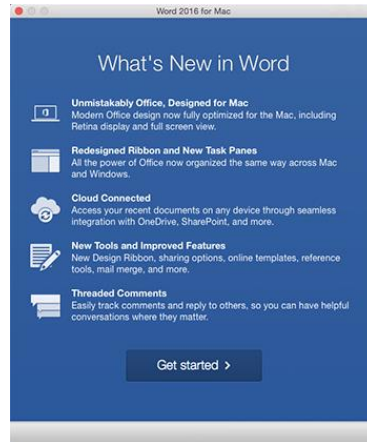 Word 2016 for Mac
What's New in Word
Unmistakably Office, Designed for Mac
Modern Office design now fully optimized for the Mac, including
Retina display and full screen view.
Redesigned Ribbon and New Task Panes
All the power of Office now organized the same way across Mac
and Windows.
Cloud Connected
Access your recent documents on any device through seamless
integration with OneDrive, SharePoint, and more.
New Tools and Improved Features
New Design Ribbon, sharing options, online templates, reference
tools, mail merge, and more.
Threaded Comments
Easily track comments and reply to others, so you can have helpful
conversations where they matter.
Get started >